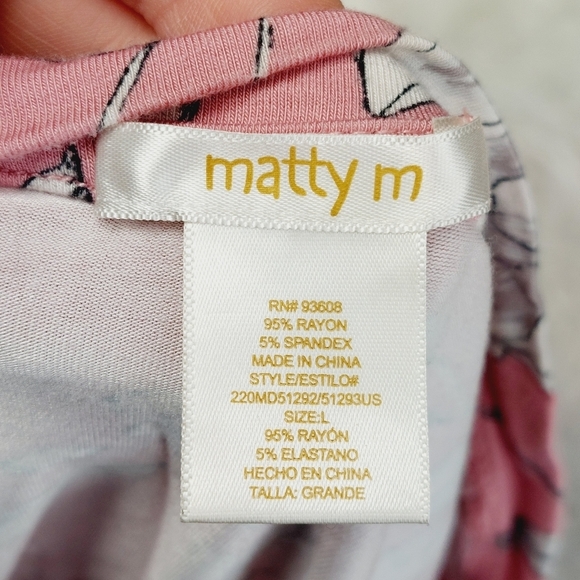 matty m
RN# 93608
95% RAYON
5% SPANDEX
MADE IN CHINA
STYLE/ESTILO#
220MD51292/51293US
SIZE:L
95% RAYÓN
5% ELASTANO
HECHO EN CHINA
TALLA: GRANDE